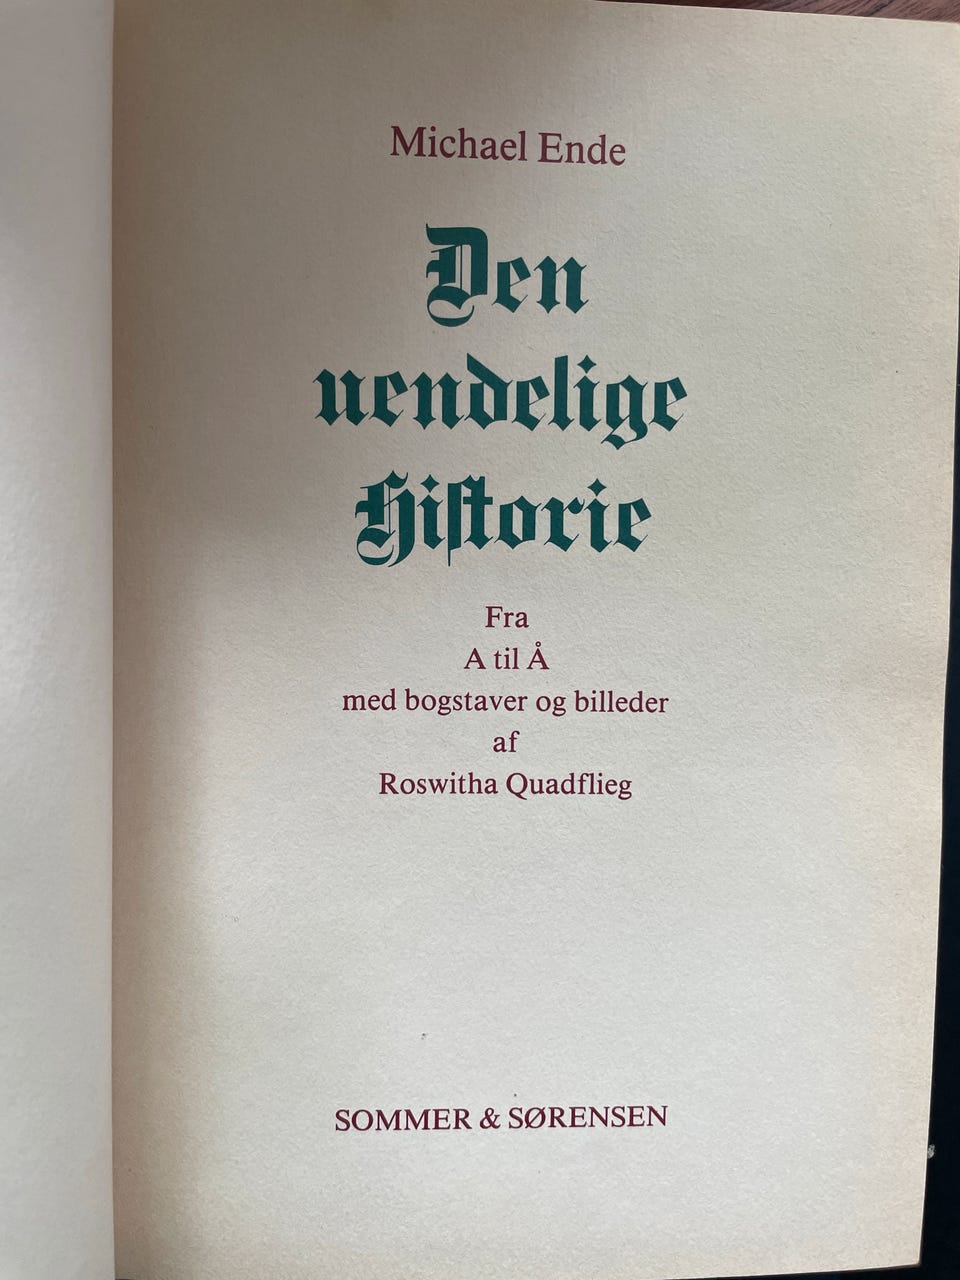 Michael Ende
Den
uendelige
Hiſtorie
Fra
A til Å
med bogstaver og billeder
af
Roswitha Quadflieg
SOMMER & SØRENSEN